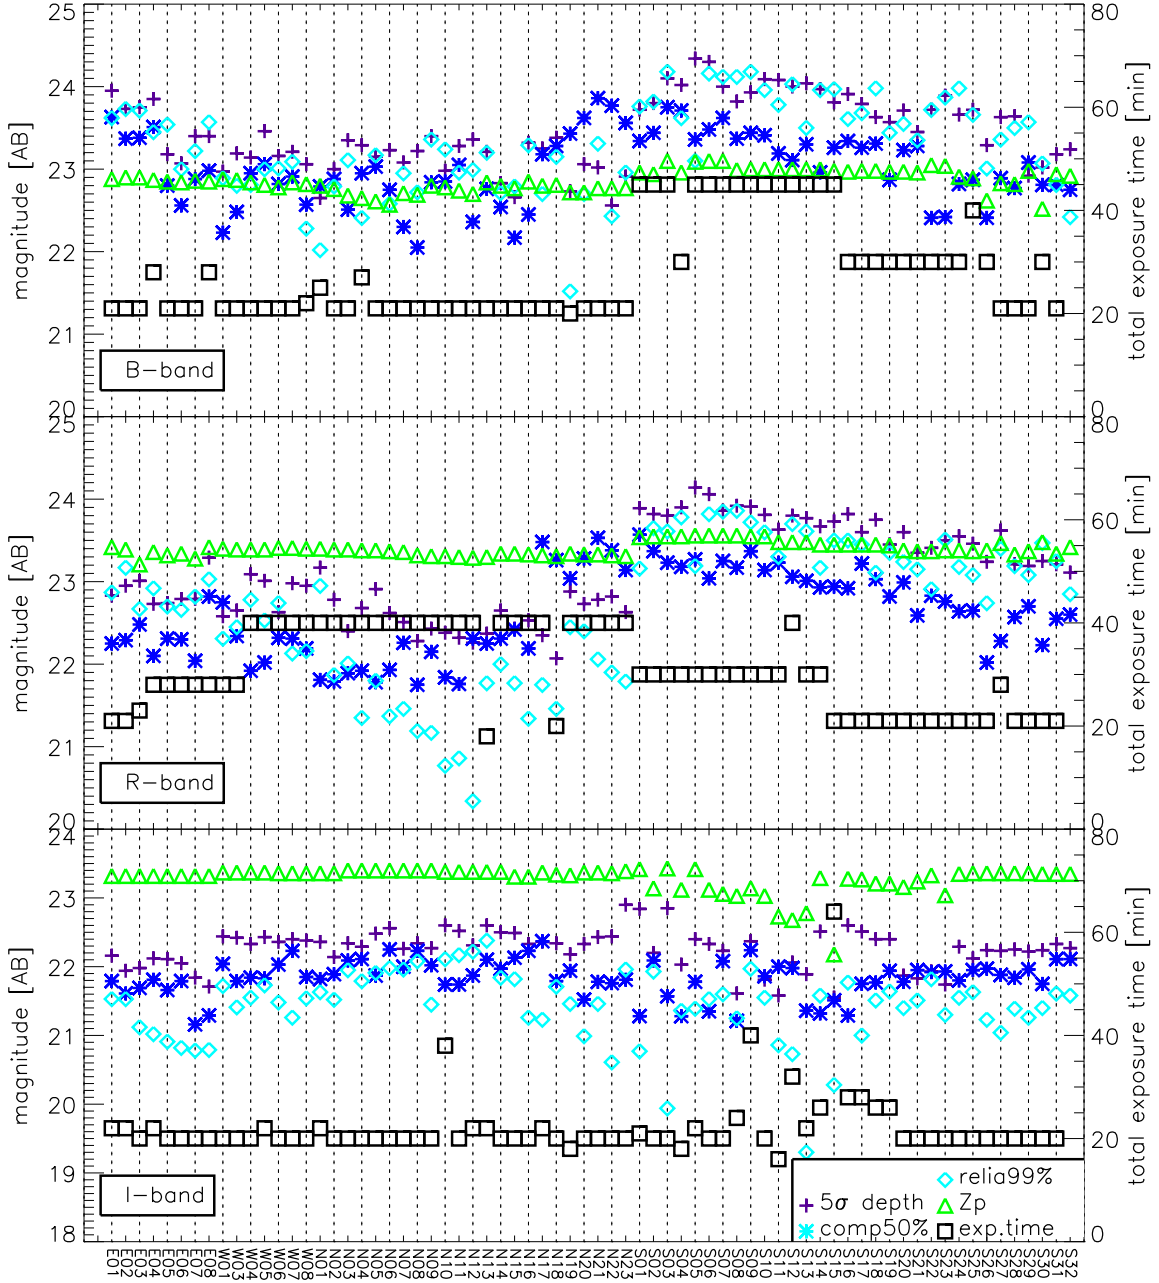 25
24
23
22
21
20
magnitude [AB]
B-band
80
60
40
20
0
total exposure time [min]
25
24
23
22
21
20
magnitude [AB]
R-band
80
60
40
20
0
total exposure time [min]
24
23
22
21
20
19
18
magnitude [AB]
I-band
80
60
40
20
0
total exposure time [min]
relia99%
5σ depth
Zp
comp50%
exp.time
E01
E02
E03
E04
E05
E06
E07
E08
W01
W03
W04
W05
W06
W07
W08
N01
N02
N03
N04
N05
N06
N07
N08
N09
N10
N11
N12
N13
N14
N15
N16
N17
N18
N19
N20
N21
N22
N23
S01
S02
S03
S04
S05
S06
S07
S08
S09
S10
S11
S12
S13
S14
S15
S16
S17
S18
S19
S20
S21
S22
S23
S24
S25
S26
S27
S28
S29
S30
S31
S32